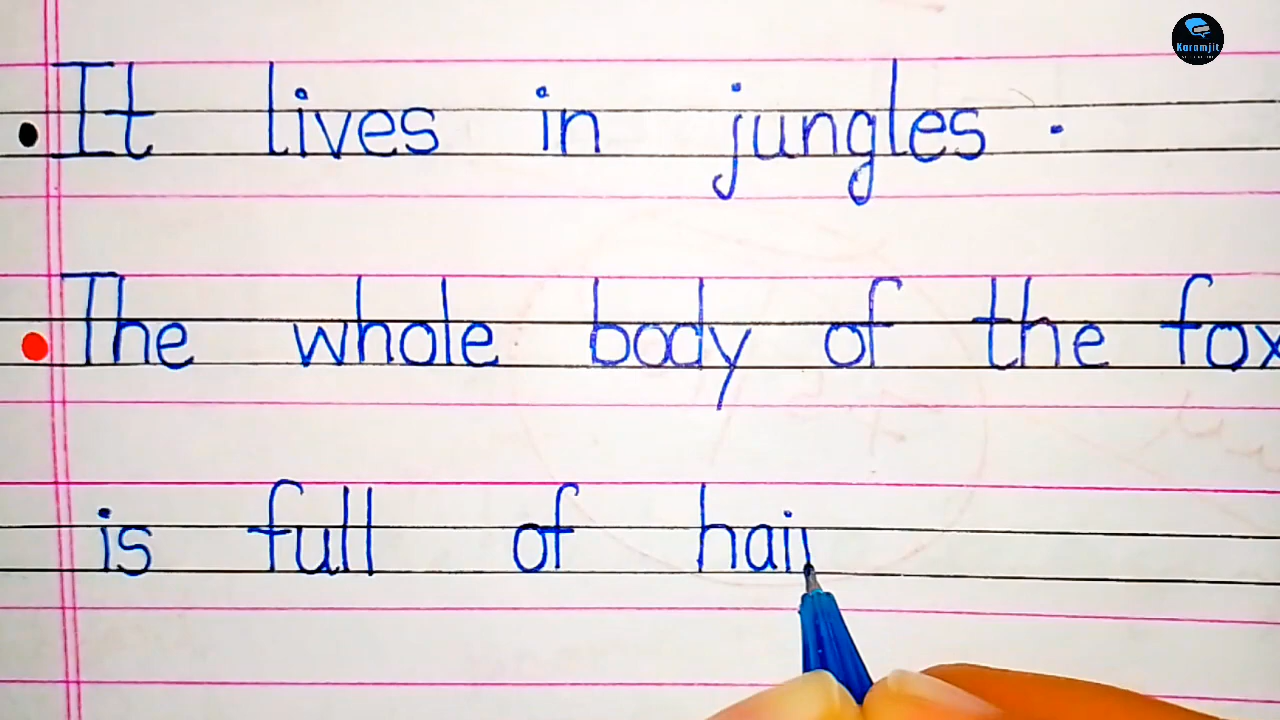 Karamjit
It lives in jungles.
The whole body of the fox
is full of hai